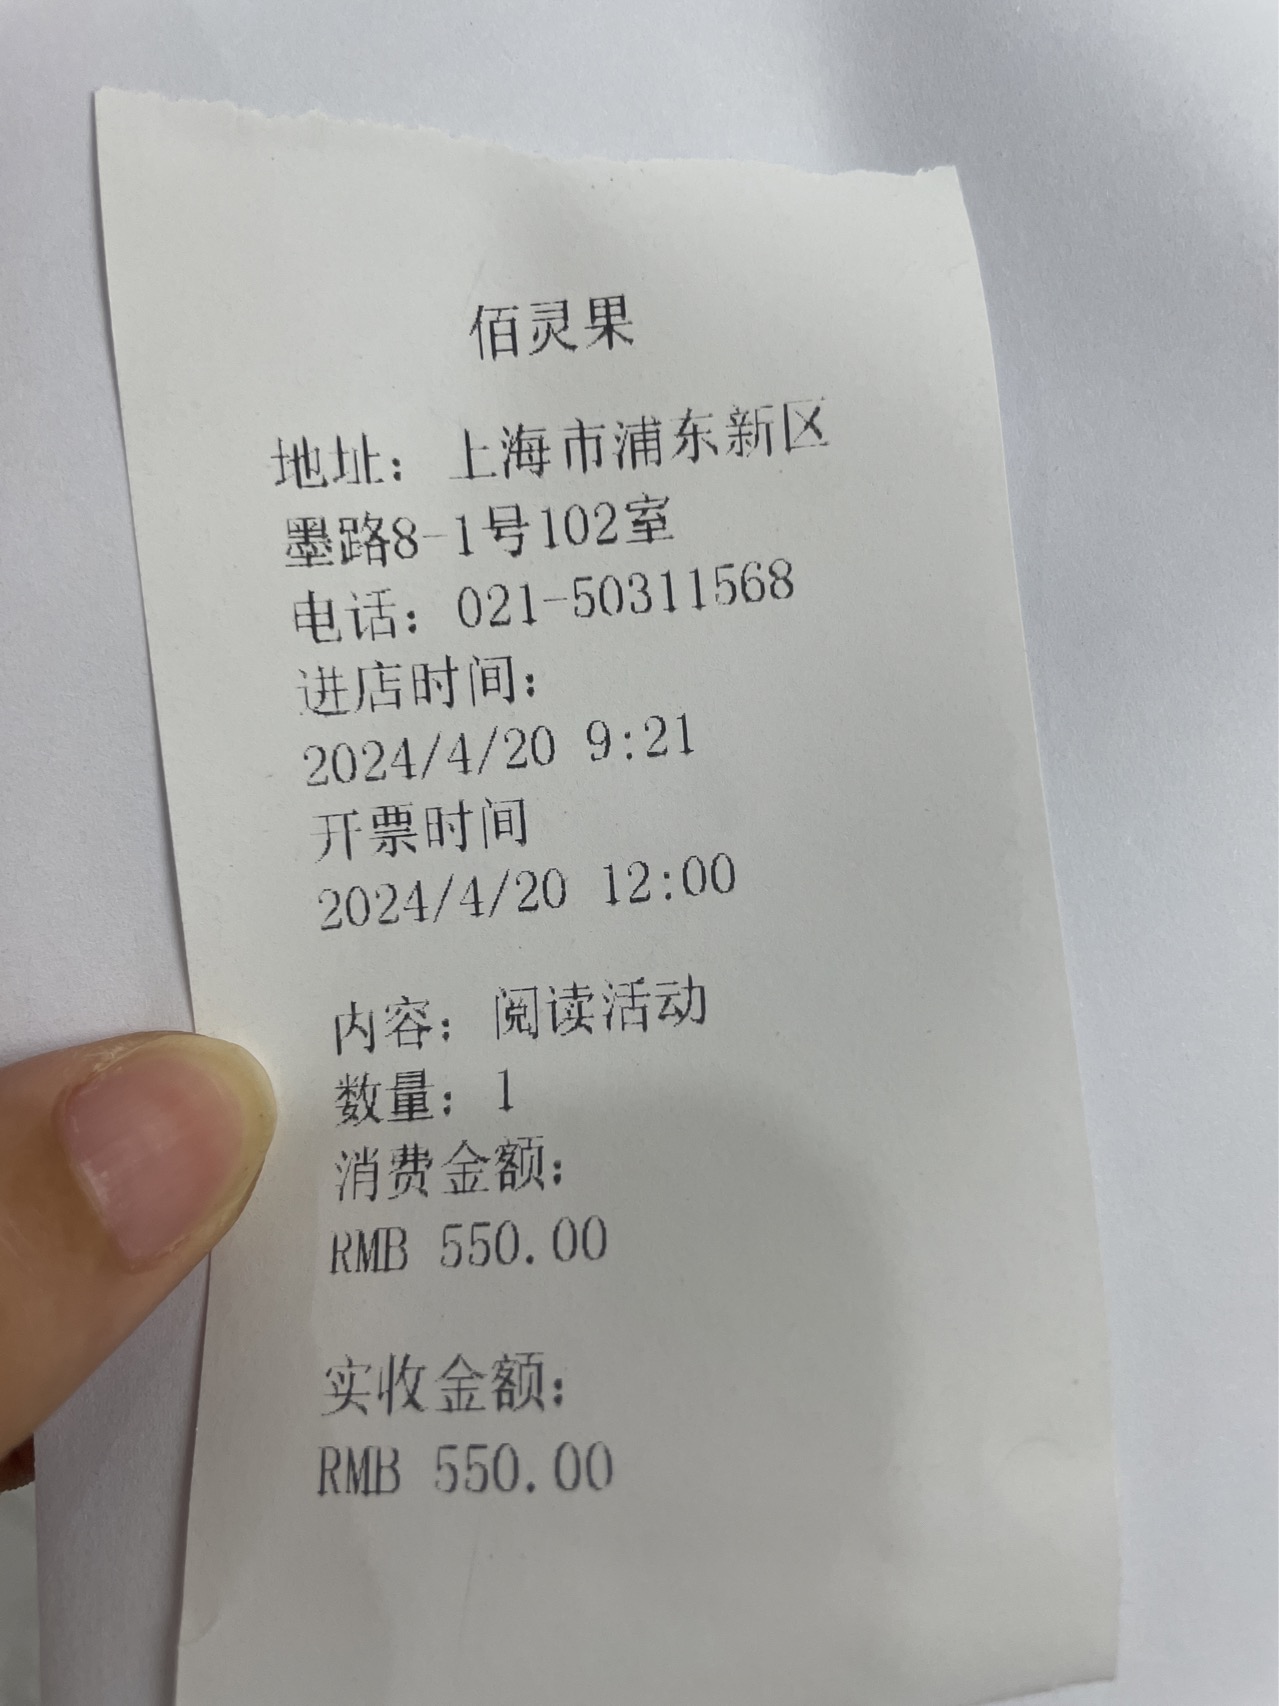 佰灵果
地址：上海市浦东新区
墨路8-1号102室
电话：021-50311568
进店时间：
2024/4/20 9:21
开票时间
2024/4/20 12:00
内容：阅读活动
数量：1
消费金额：
RMB 550.00
实收金额：
RMB 550.00